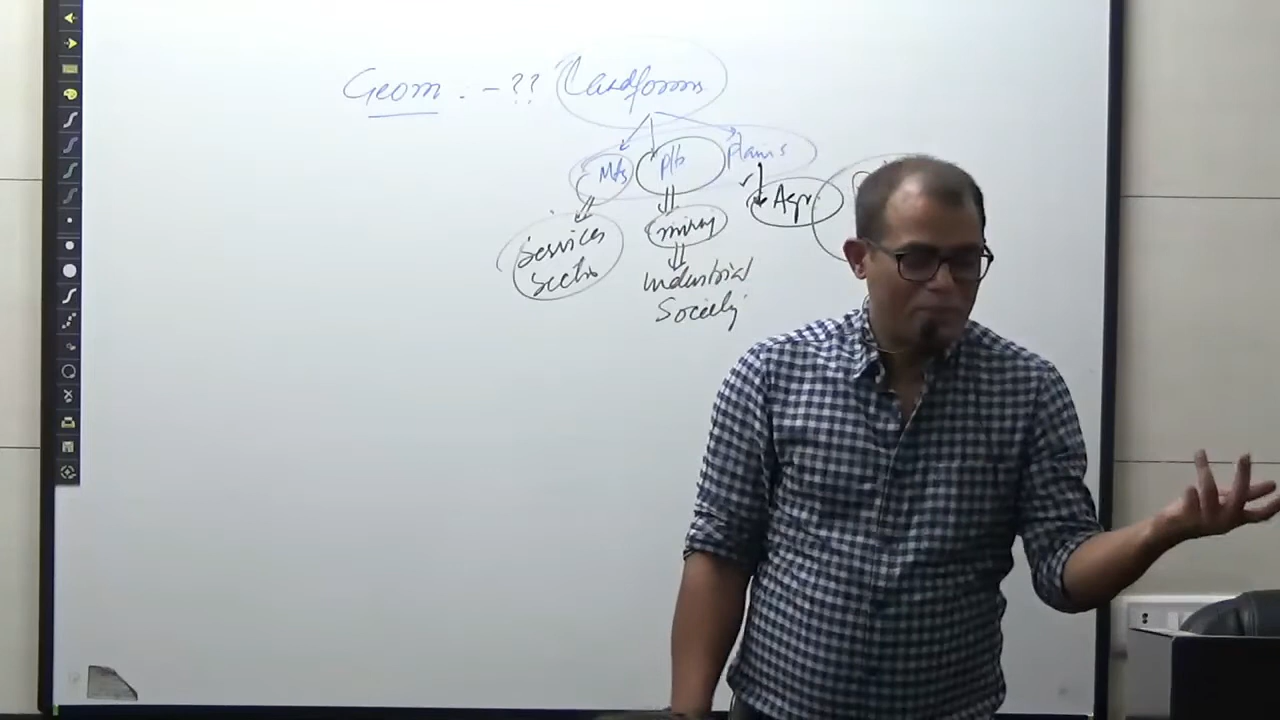 Geom. - ?? Landforms
Mts Plt Plains
Agr.
Services mining
Sector Industrial
Society